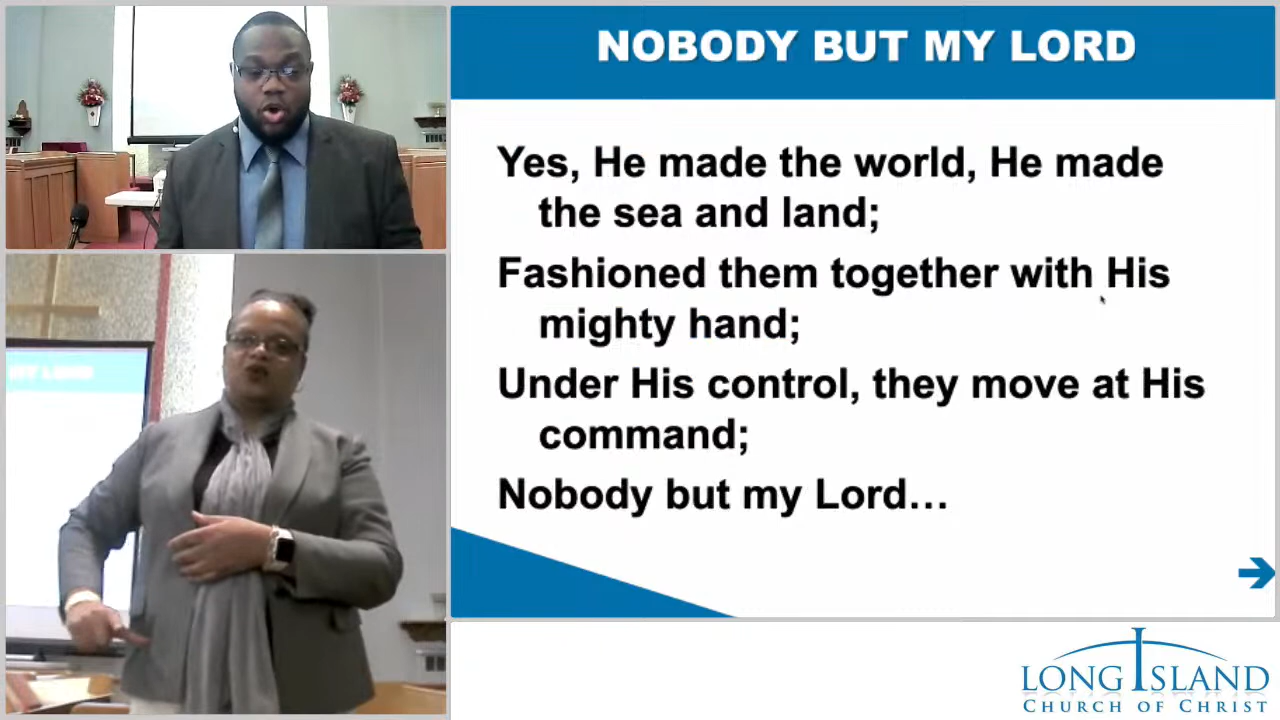 NOBODY BUT MY LORD
Yes, He made the world, He made
the sea and land;
Fashioned them together with His
mighty hand;
Under His control, they move at His
command;
Nobody but my Lord…
MY LORD
LONG ISLAND
CHURCH OF CHRIST